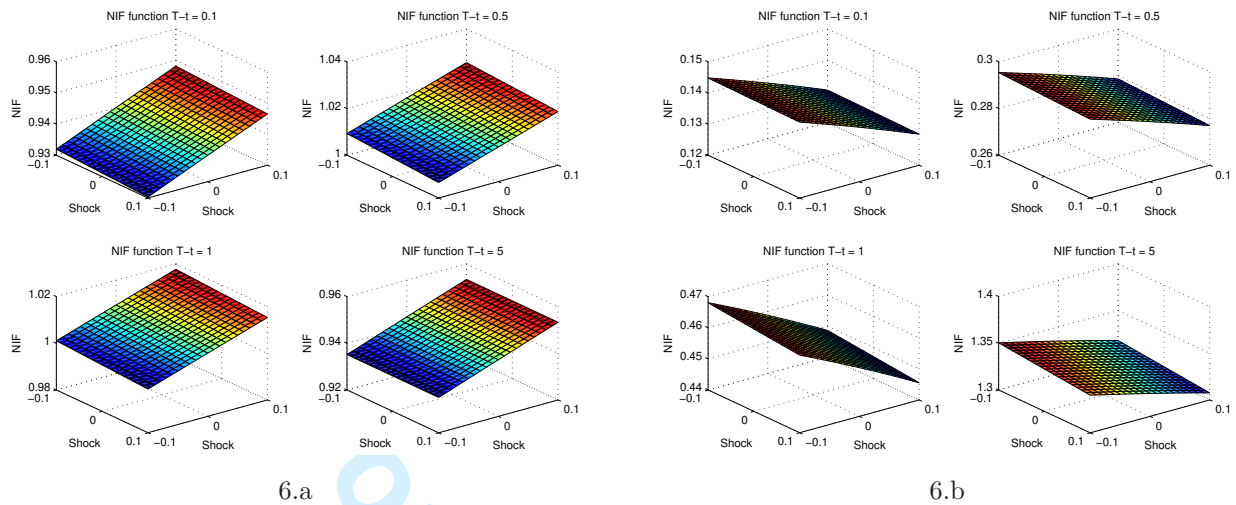 NIF function T−t = 0.1
0.96
0.95
0.94
0.93
NIF
−0.1
0
0.1
Shock
−0.1
0
0.1
Shock
NIF function T−t = 0.5
1.04
1.02
1
NIF
−0.1
0
0.1
Shock
−0.1
0
0.1
Shock
NIF function T−t = 1
1.02
1
0.98
NIF
−0.1
0
0.1
Shock
−0.1
0
0.1
Shock
NIF function T−t = 5
0.96
0.94
0.92
NIF
−0.1
0
0.1
Shock
−0.1
0
0.1
Shock
6.a
NIF function T−t = 0.1
0.15
0.14
0.13
0.12
NIF
−0.1
0
0.1
Shock
−0.1
0
0.1
Shock
NIF function T−t = 0.5
0.3
0.28
0.26
NIF
−0.1
0
0.1
Shock
−0.1
0
0.1
Shock
NIF function T−t = 1
0.47
0.46
0.45
0.44
NIF
−0.1
0
0.1
Shock
−0.1
0
0.1
Shock
NIF function T−t = 5
1.4
1.35
1.3
NIF
−0.1
0
0.1
Shock
−0.1
0
0.1
Shock
6.b